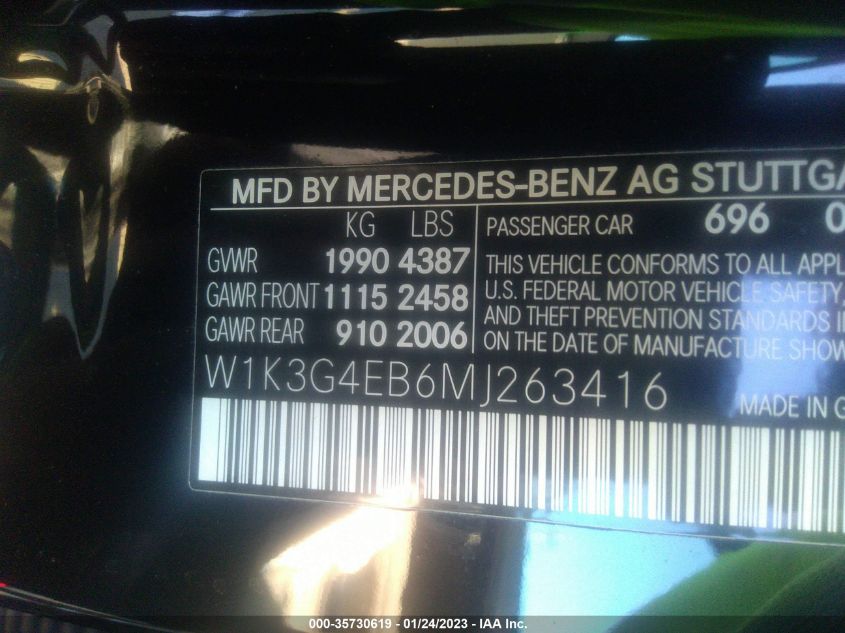 MFD BY MERCEDES-BENZ AG STUTTGA
KG LBS
GVWR 1990 4387
GAWR FRONT 1115 2458
GAWR REAR 910 2006
PASSENGER CAR 696 0
THIS VEHICLE CONFORMS TO ALL APPL
U.S. FEDERAL MOTOR VEHICLE SAFETY,
AND THEFT PREVENTION STANDARDS I
ON THE DATE OF MANUFACTURE SHOW
W1K3G4EB6MJ263416
MADE IN G
000-35730619 - 01/24/2023 - IAA Inc.